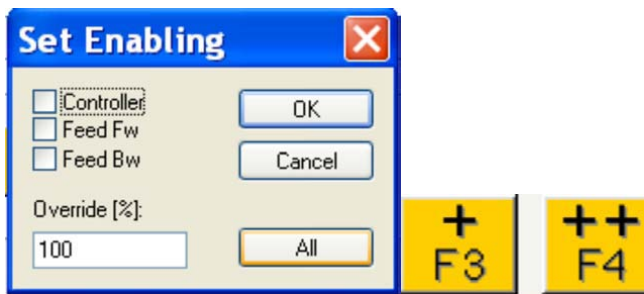 Set Enabling
Controller
Feed Fw
Feed Bw
OK
Cancel
Override [%]:
100
All
+
F3
++
F4